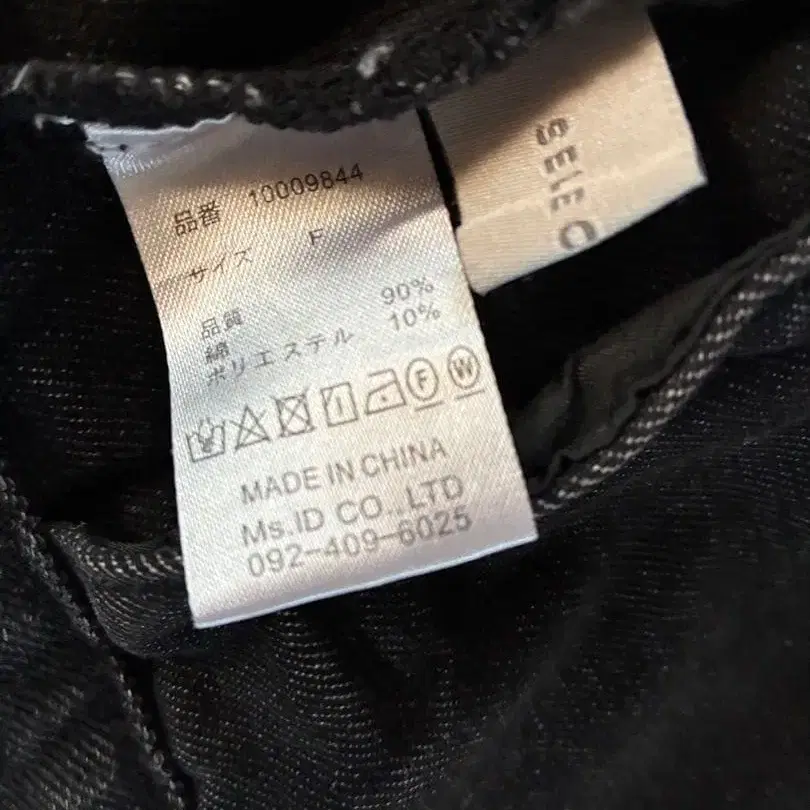 品番 10009844
サイズ F
品質
綿 90%
ポリエステル 10%
F W
MADE IN CHINA
Ms.ID CO.,LTD
092-409-6025
sele